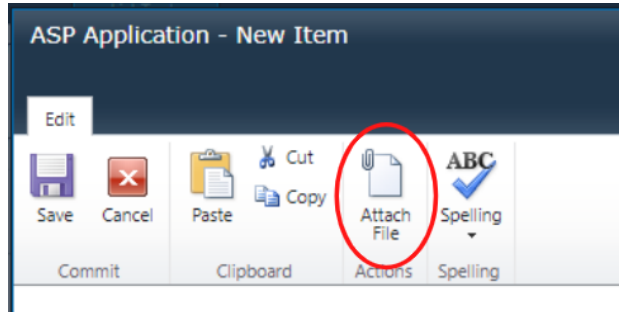 ASP Application - New Item
Edit
Save
Cancel
Paste
Cut
Copy
Attach
File
ABC
Spelling
Commit
Clipboard
Actions
Spelling